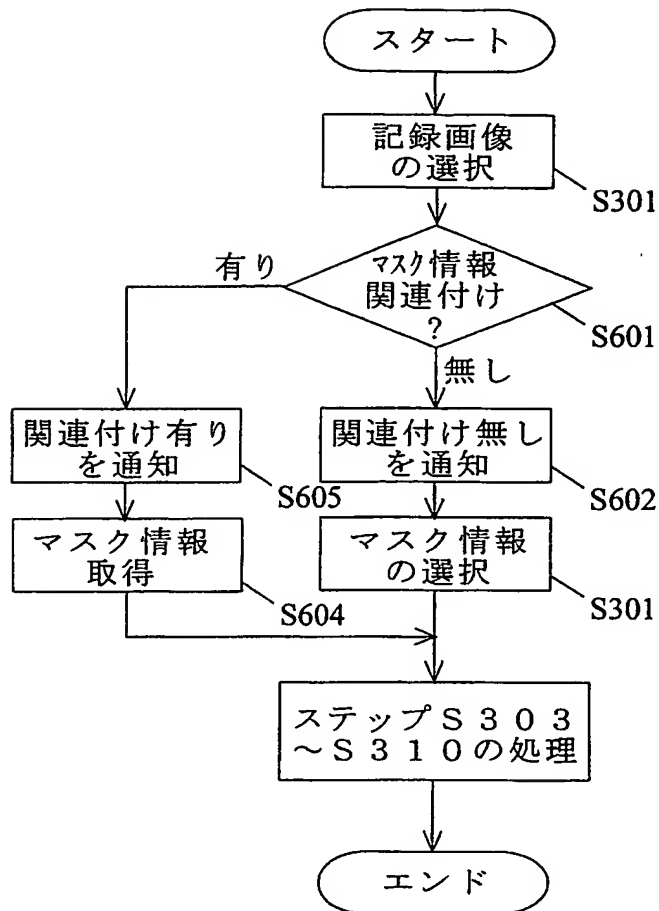 スタート
記録画像
の選択
S301
有り
マスク情報
関連付け
?
S601
無し
関連付け有り
を通知
S605
関連付け無し
を通知
S602
マスク情報
取得
S604
マスク情報
の選択
S301
ステップS303
~S310の処理
エンド